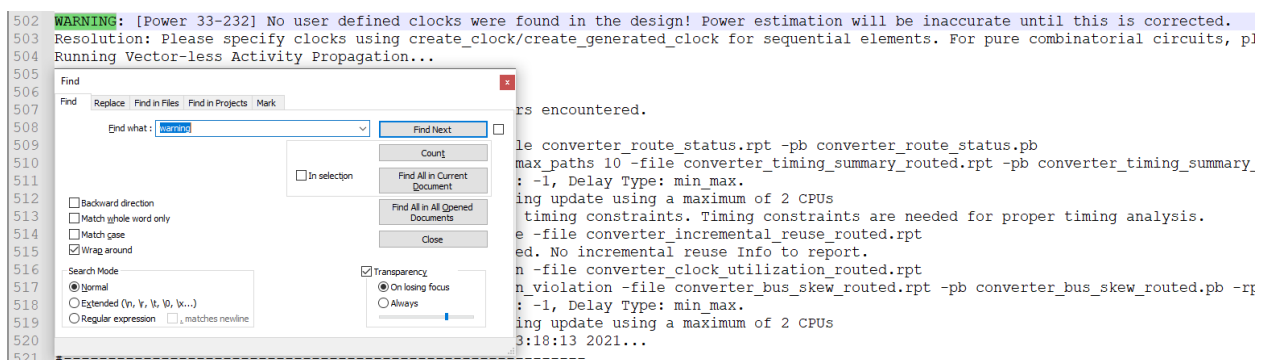 502 WARNING: [Power 33-232] No user defined clocks were found in the design! Power estimation will be inaccurate until this is corrected.
503 Resolution: Please specify clocks using create_clock/create_generated_clock for sequential elements. For pure combinatorial circuits, pl
504 Running Vector-less Activity Propagation...
505
Find
x
506
Find Replace Find in Files Find in Projects Mark
507 rs encountered.
508
Find what : warning Find Next
509 le converter_route_status.rpt -pb converter_route_status.pb
Count
510 max_paths 10 -file converter_timing_summary_routed.rpt -pb converter_timing_summary_
In selection Find All in Current Document
511 : -1, Delay Type: min_max.
512 ing update using a maximum of 2 CPUs
Backward direction
Find All in All Opened Documents
513 timing constraints. Timing constraints are needed for proper timing analysis.
Match whole word only
514 e -file converter_incremental_reuse_routed.rpt
Match case
Close
515 ed. No incremental reuse Info to report.
Wrap around
516 n -file converter_clock_utilization_routed.rpt
Search Mode Transparency
517 n_violation -file converter_bus_skew_routed.rpt -pb converter_bus_skew_routed.pb -rp
Normal On losing focus
518 : -1, Delay Type: min_max.
Extended (\n, \r, \t, \0, \x...) Always
519 ing update using a maximum of 2 CPUs
Regular expression . matches newline
520 3:18:13 2021...
521